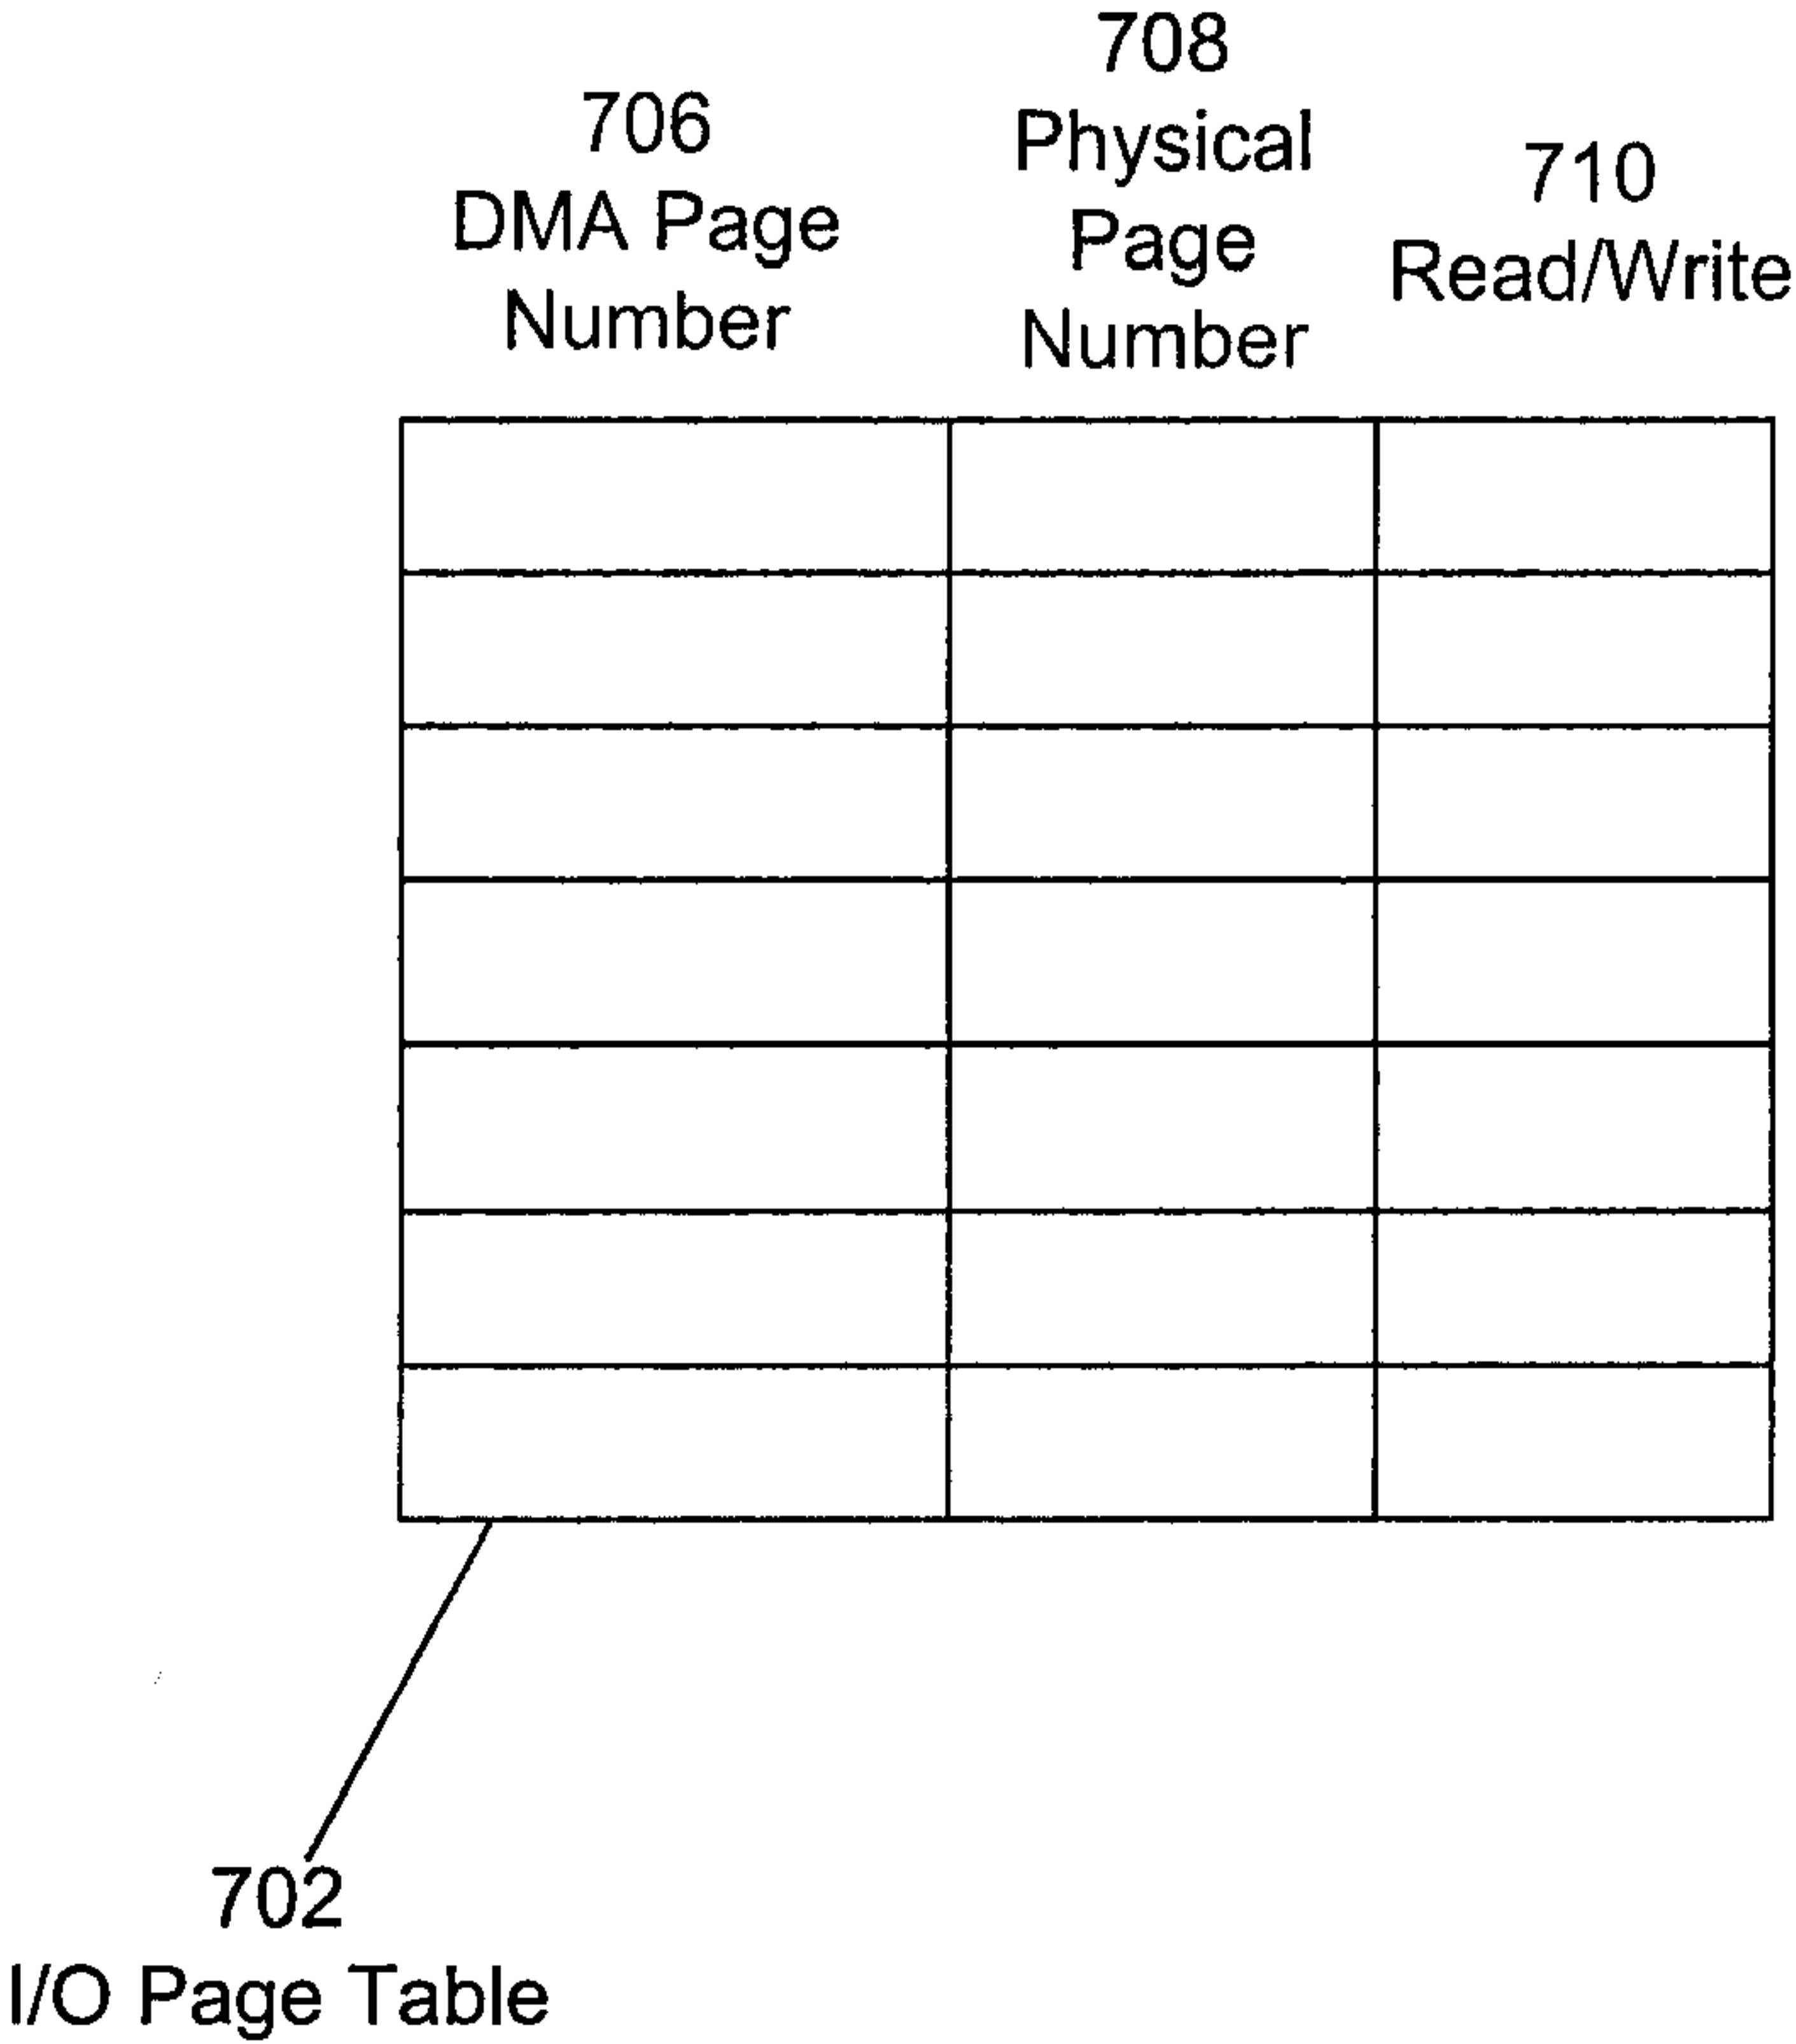 706
DMA Page
Number
708
Physical
Page
Number
710
Read/Write
702
I/O Page Table